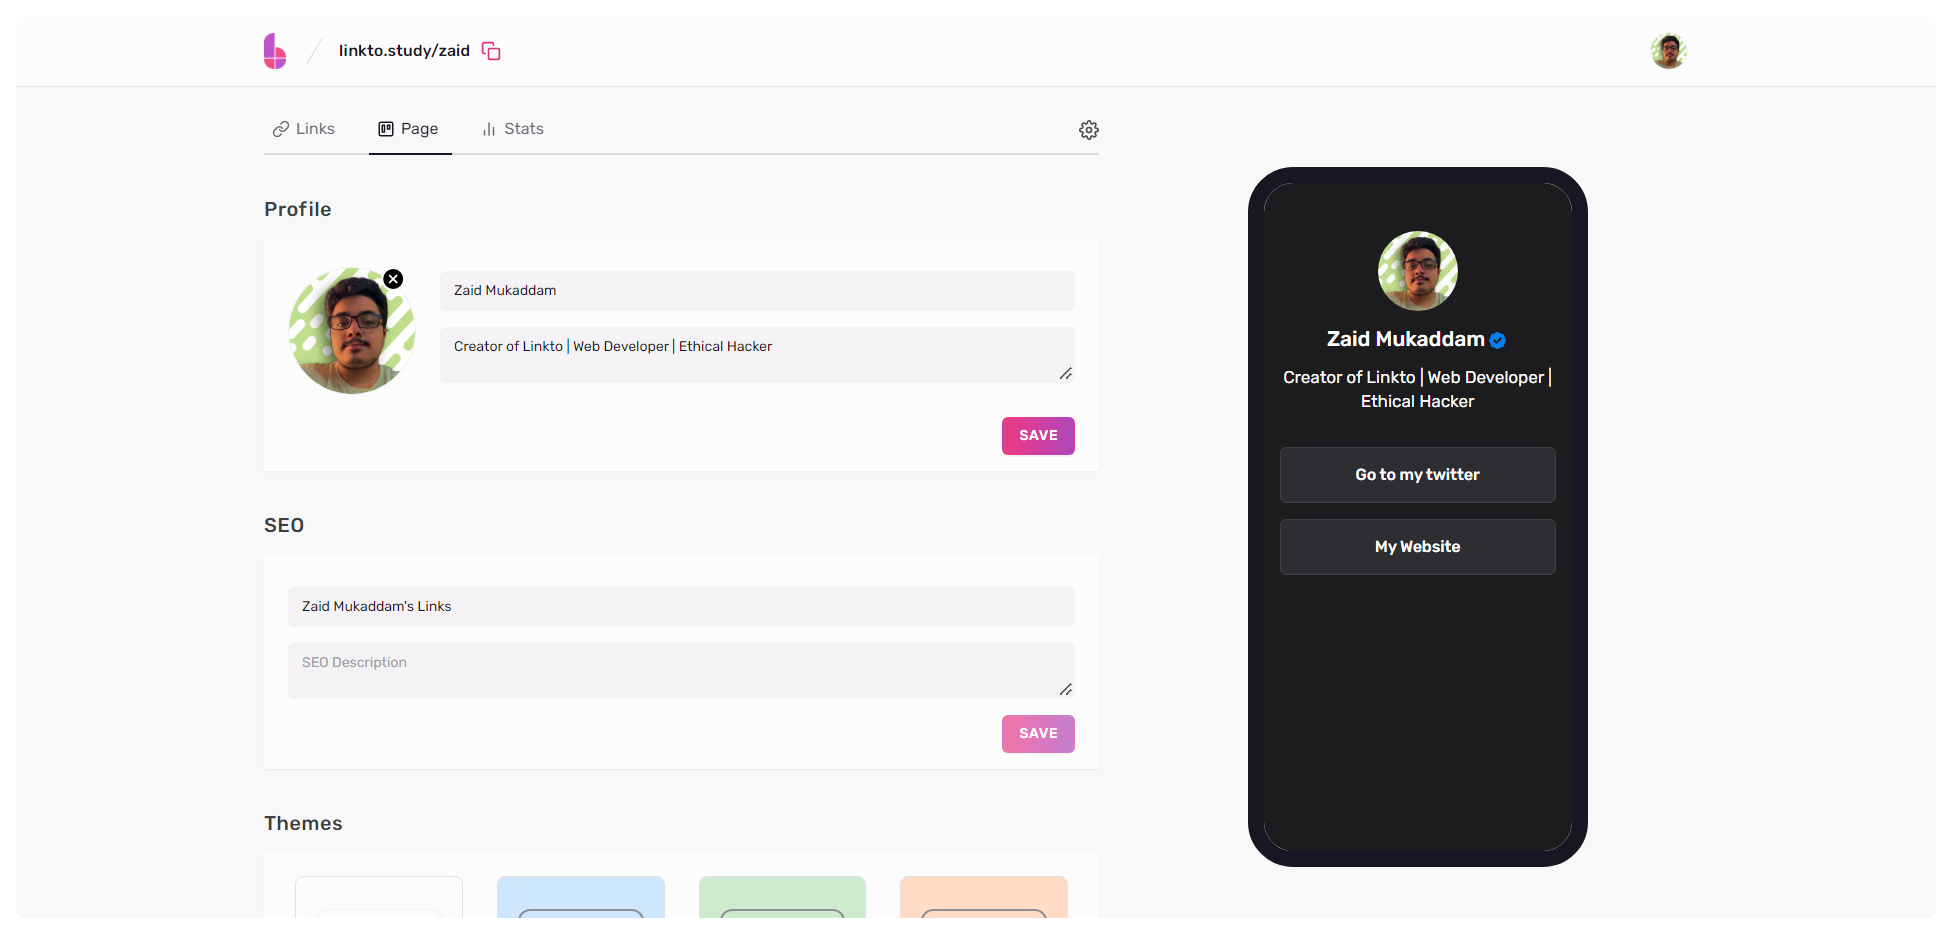 linkto.study/zaid
Links
Page
Stats
Profile
Zaid Mukaddam
Creator of Linkto | Web Developer | Ethical Hacker
SAVE
SEO
Zaid Mukaddam's Links
SEO Description
SAVE
Themes
Zaid Mukaddam
Creator of Linkto | Web Developer |
Ethical Hacker
Go to my twitter
My Website